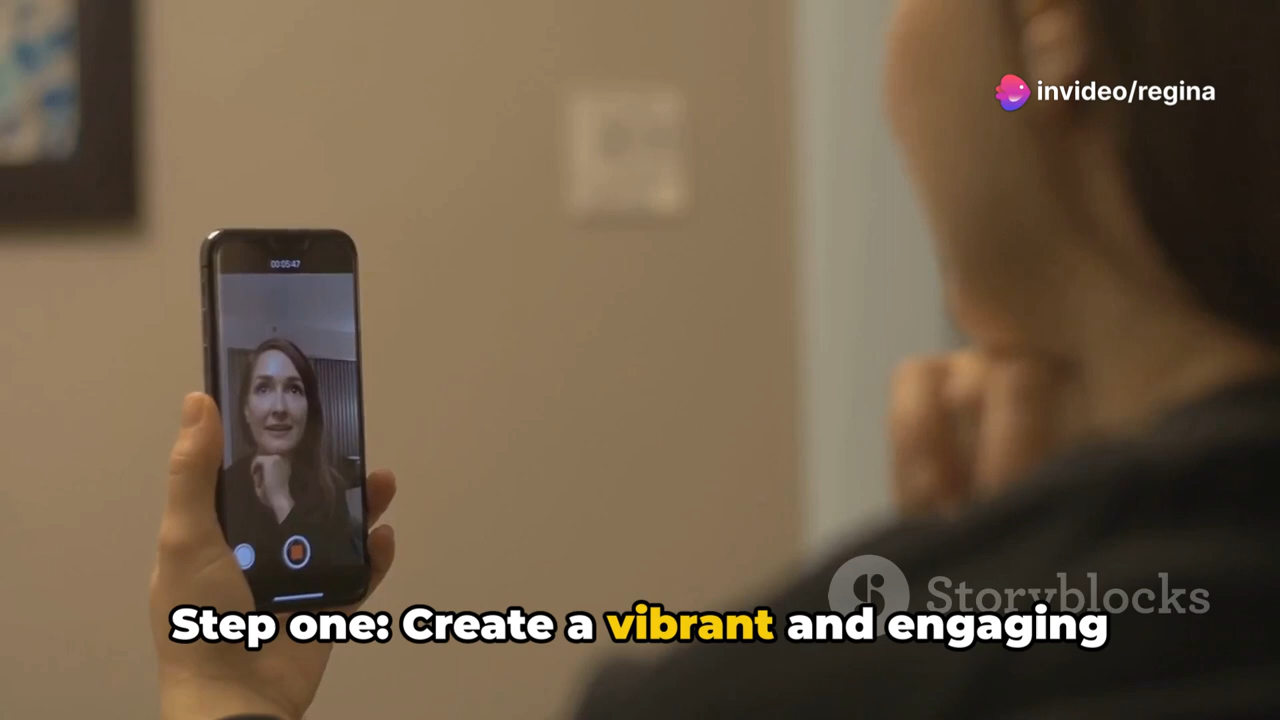 invideo/regina
00:05:47
Storyblocks
Step one: Create a vibrant and engaging